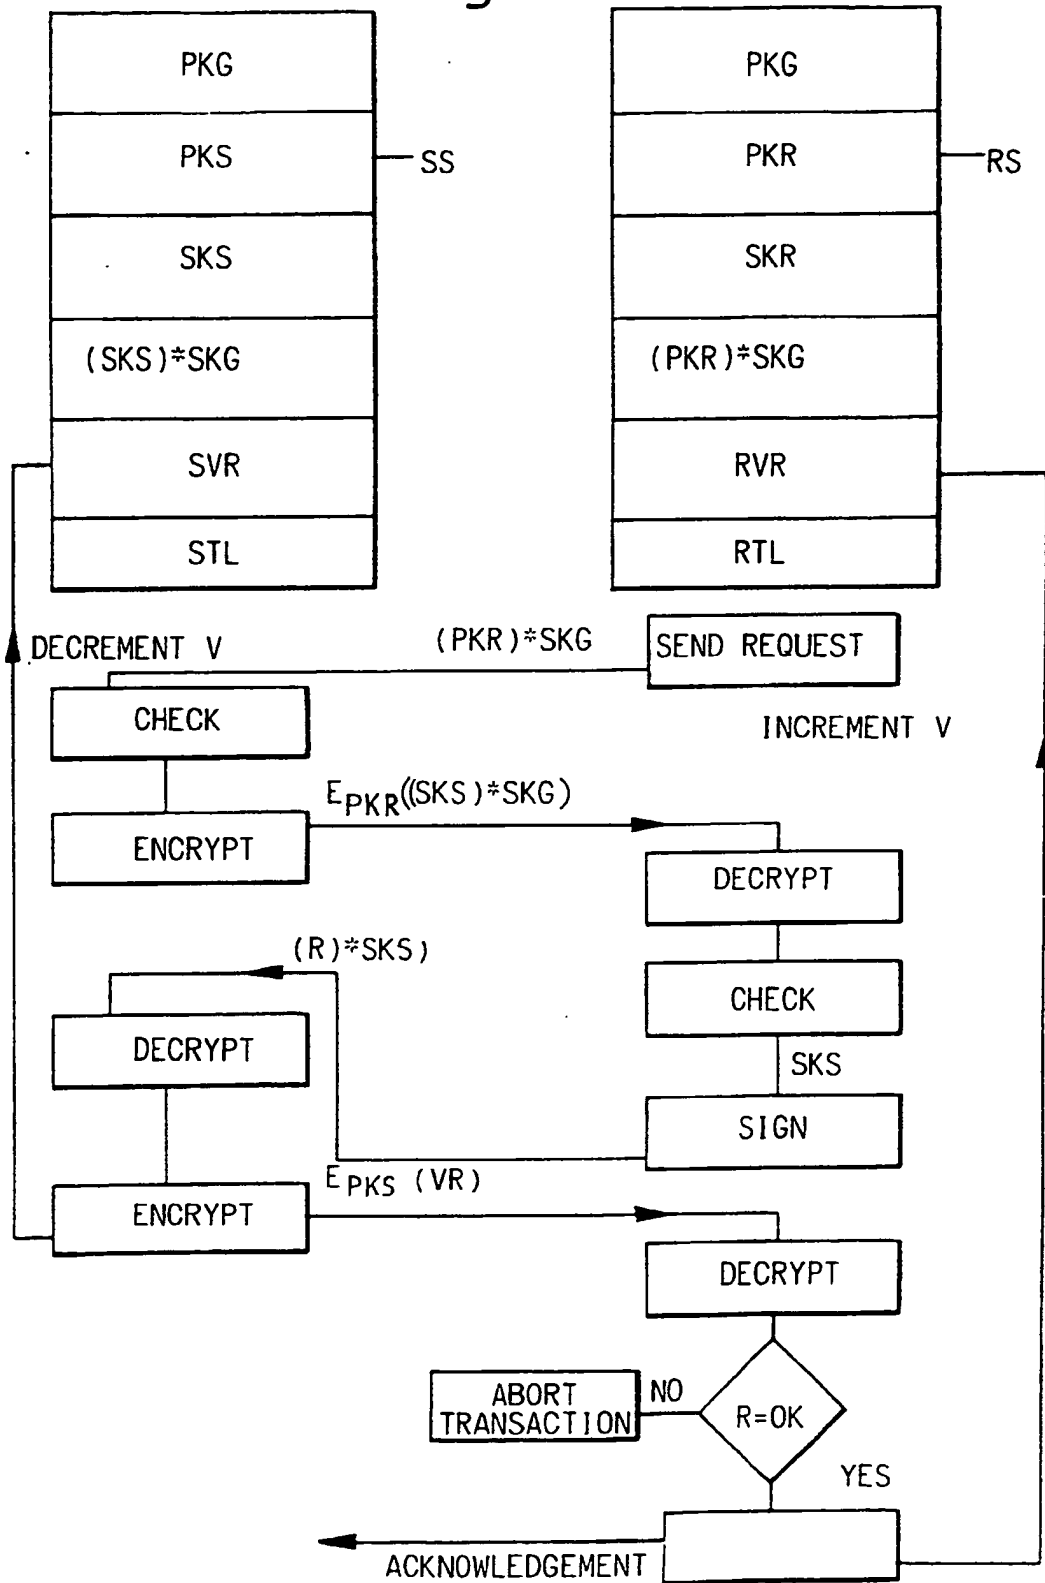 PKG
PKS
SS
SKS
(SKS)*SKG
SVR
STL
PKG
PKR
RS
SKR
(PKR)*SKG
RVR
RTL
DECREMENT V
(PKR)*SKG
SEND REQUEST
CHECK
INCREMENT V
EPKR((SKS)*SKG)
ENCRYPT
DECRYPT
(R)*SKS)
CHECK
DECRYPT
SKS
SIGN
EPKS (VR)
ENCRYPT
DECRYPT
ABORT
TRANSACTION
NO
R=OK
YES
ACKNOWLEDGEMENT